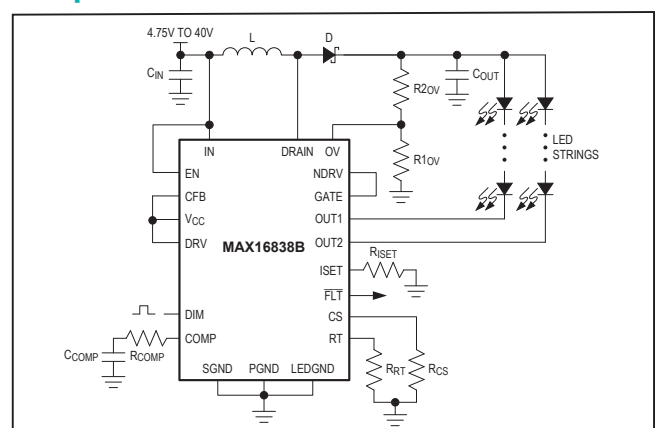 4.75V TO 40V
L
D
CIN
R2OV
COUT
IN
DRAIN
OV
R1OV
LED
STRINGS
EN
NDRV
CFB
GATE
VCC
OUT1
DRV
MAX16838B
OUT2
ISET
RISET
FLT
DIM
CS
COMP
RT
CCOMP
RCOMP
SGND
PGND
LEDGND
RRT
RCS